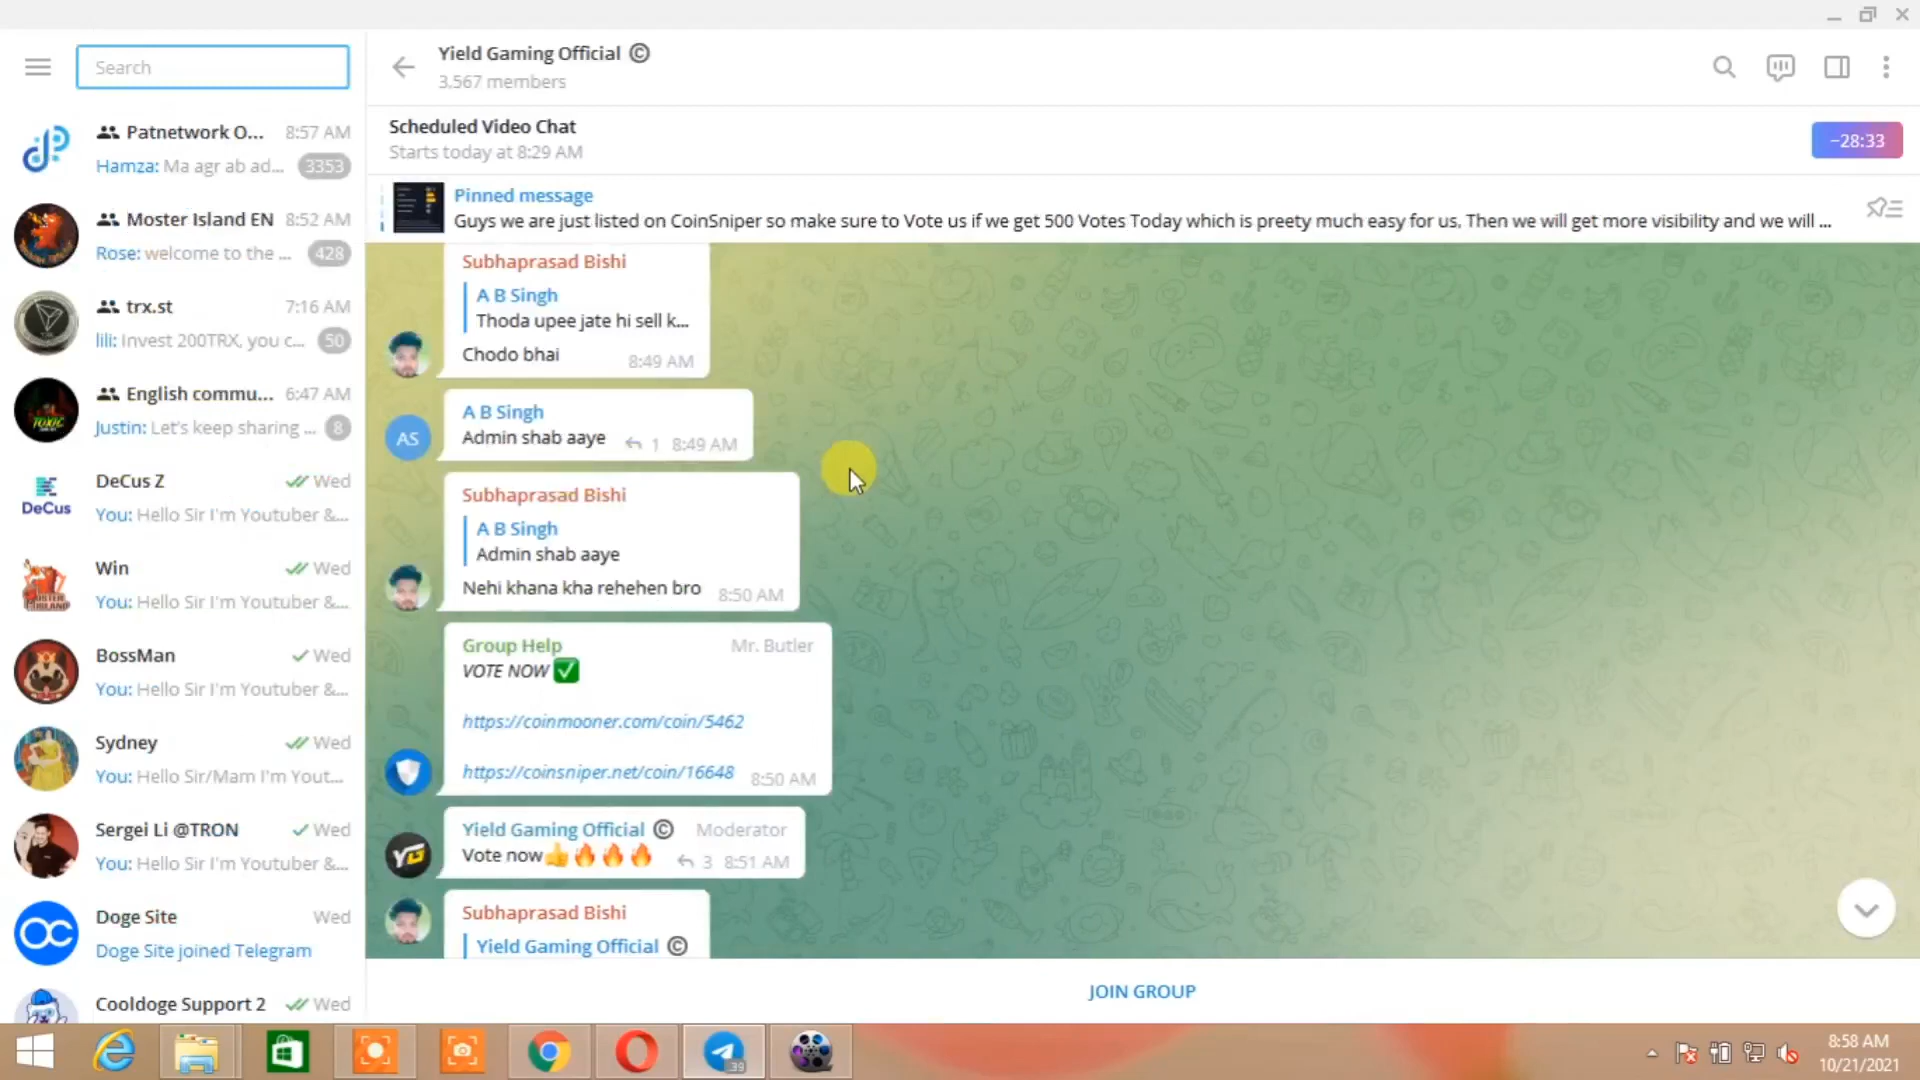 Search
Patnetwork O... 8:57 AM
Hamza: Ma agr ab ad... 3353
Moster Island EN 8:52 AM
Rose: welcome to the ... 428
trx.st 7:16 AM
lili: Invest 200TRX, you c... 50
English commu... 6:47 AM
Justin: Let's keep sharing ... 8
DeCus Z Wed
DeCus
You: Hello Sir I'm Youtuber &...
Win Wed
You: Hello Sir I'm Youtuber &...
BossMan Wed
You: Hello Sir I'm Youtuber &...
Sydney Wed
You: Hello Sir/Mam I'm Yout...
Sergei Li @TRON Wed
You: Hello Sir I'm Youtuber &...
Doge Site Wed
Doge Site joined Telegram
Cooldoge Support 2 Wed
Yield Gaming Official ©
3,567 members
Scheduled Video Chat
Starts today at 8:29 AM
−28:33
Pinned message
Guys we are just listed on CoinSniper so make sure to Vote us if we get 500 Votes Today which is preety much easy for us, Then we will get more visibility and we will ...
Subhaprasad Bishi
A B Singh
Thoda upee jate hi sell k...
Chodo bhai 8:49 AM
A B Singh
AS
Admin shab aaye 1 8:49 AM
Subhaprasad Bishi
A B Singh
Admin shab aaye
Nehi khana kha rehehen bro 8:50 AM
Group Help Mr. Butler
VOTE NOW ✅
https://coinmooner.com/coin/5462
https://coinsniper.net/coin/16648 8:50 AM
Yield Gaming Official © Moderator
YG
Vote now👍🔥🔥🔥 3 8:51 AM
Subhaprasad Bishi
Yield Gaming Official ©
JOIN GROUP
8:58 AM
10/21/2021